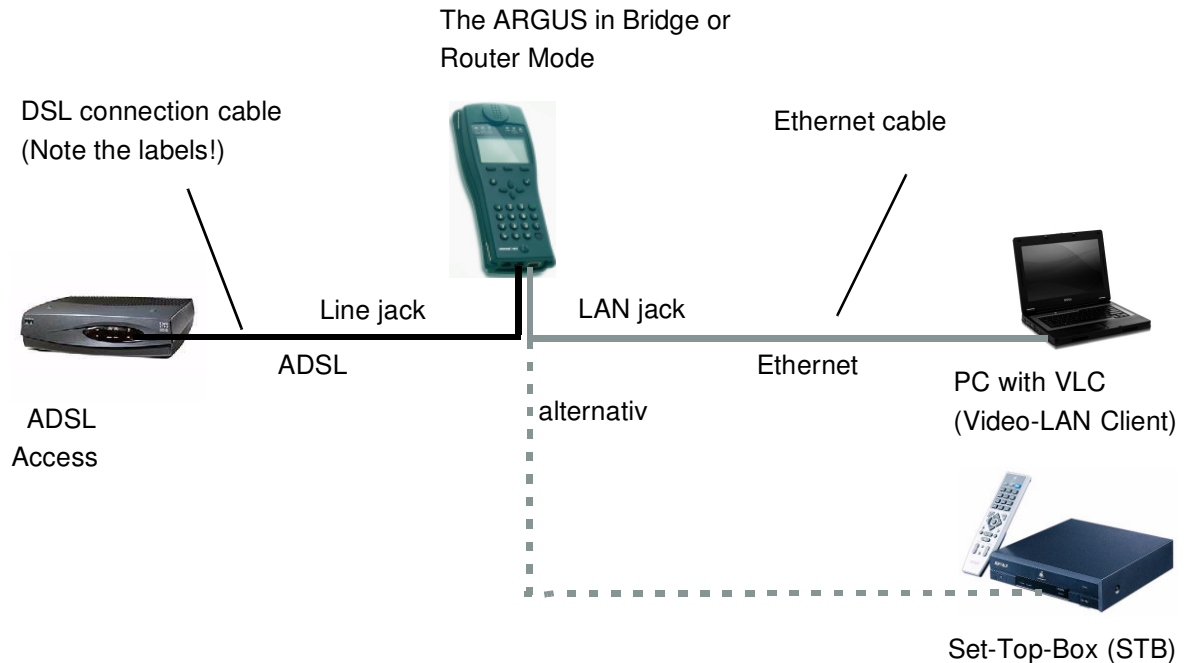 The ARGUS in Bridge or
Router Mode
DSL connection cable
(Note the labels!)
Ethernet cable
Line jack
LAN jack
ADSL
Ethernet
alternativ
ADSL
Access
PC with VLC
(Video-LAN Client)
Set-Top-Box (STB)